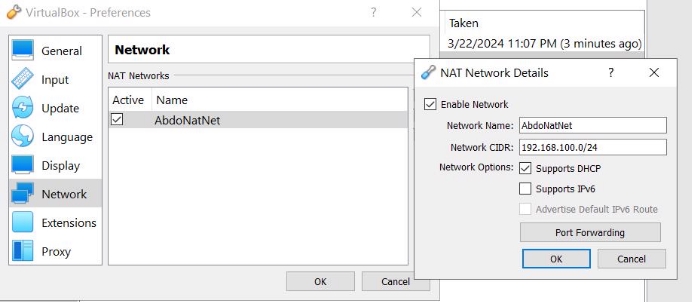 VirtualBox - Preferences
?
General
Input
Update
Language
Display
Network
Extensions
Proxy
Network
NAT Networks
Active Name
AbdoNatNet
OK Cancel
Taken
3/22/2024 11:07 PM (3 minutes ago)
NAT Network Details ?
Enable Network
Network Name: AbdoNatNet
Network CIDR: 192.168.100.0/24
Network Options: Supports DHCP
Supports IPv6
Advertise Default IPv6 Route
Port Forwarding
OK Cancel